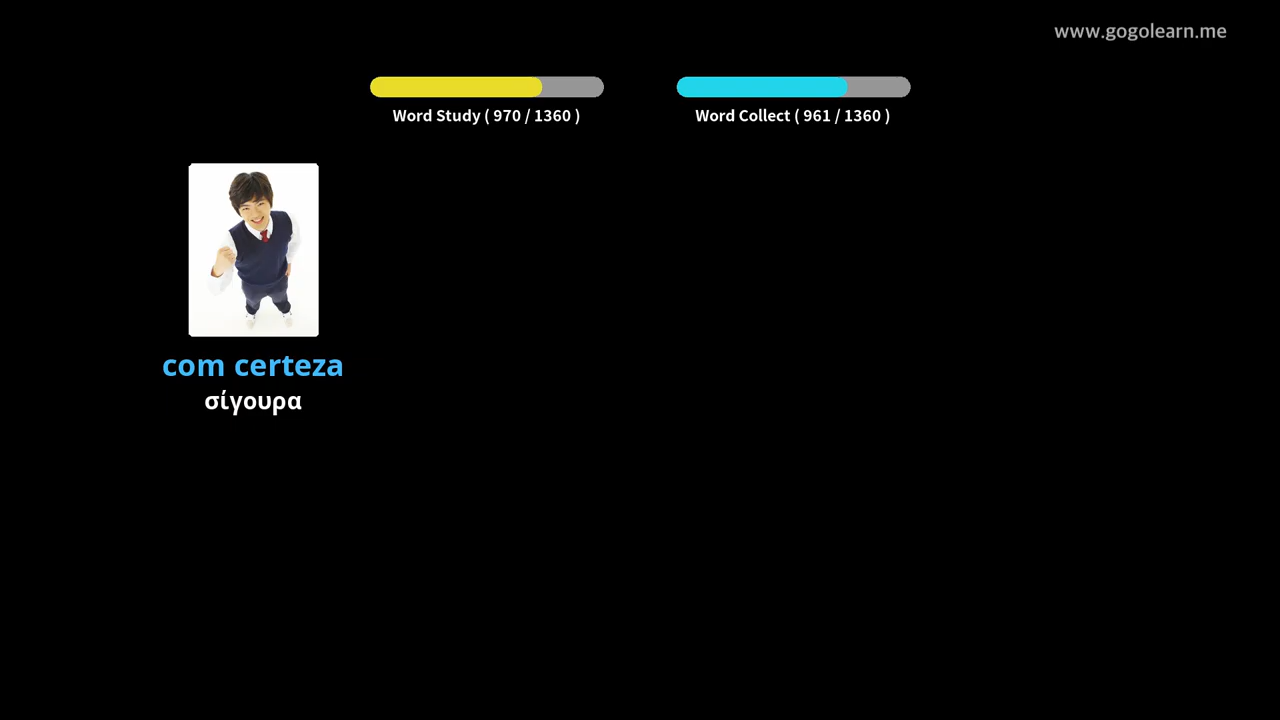 www.gogolearn.me
Word Study ( 970 / 1360 )
Word Collect ( 961 / 1360 )
com certeza
σίγουρα